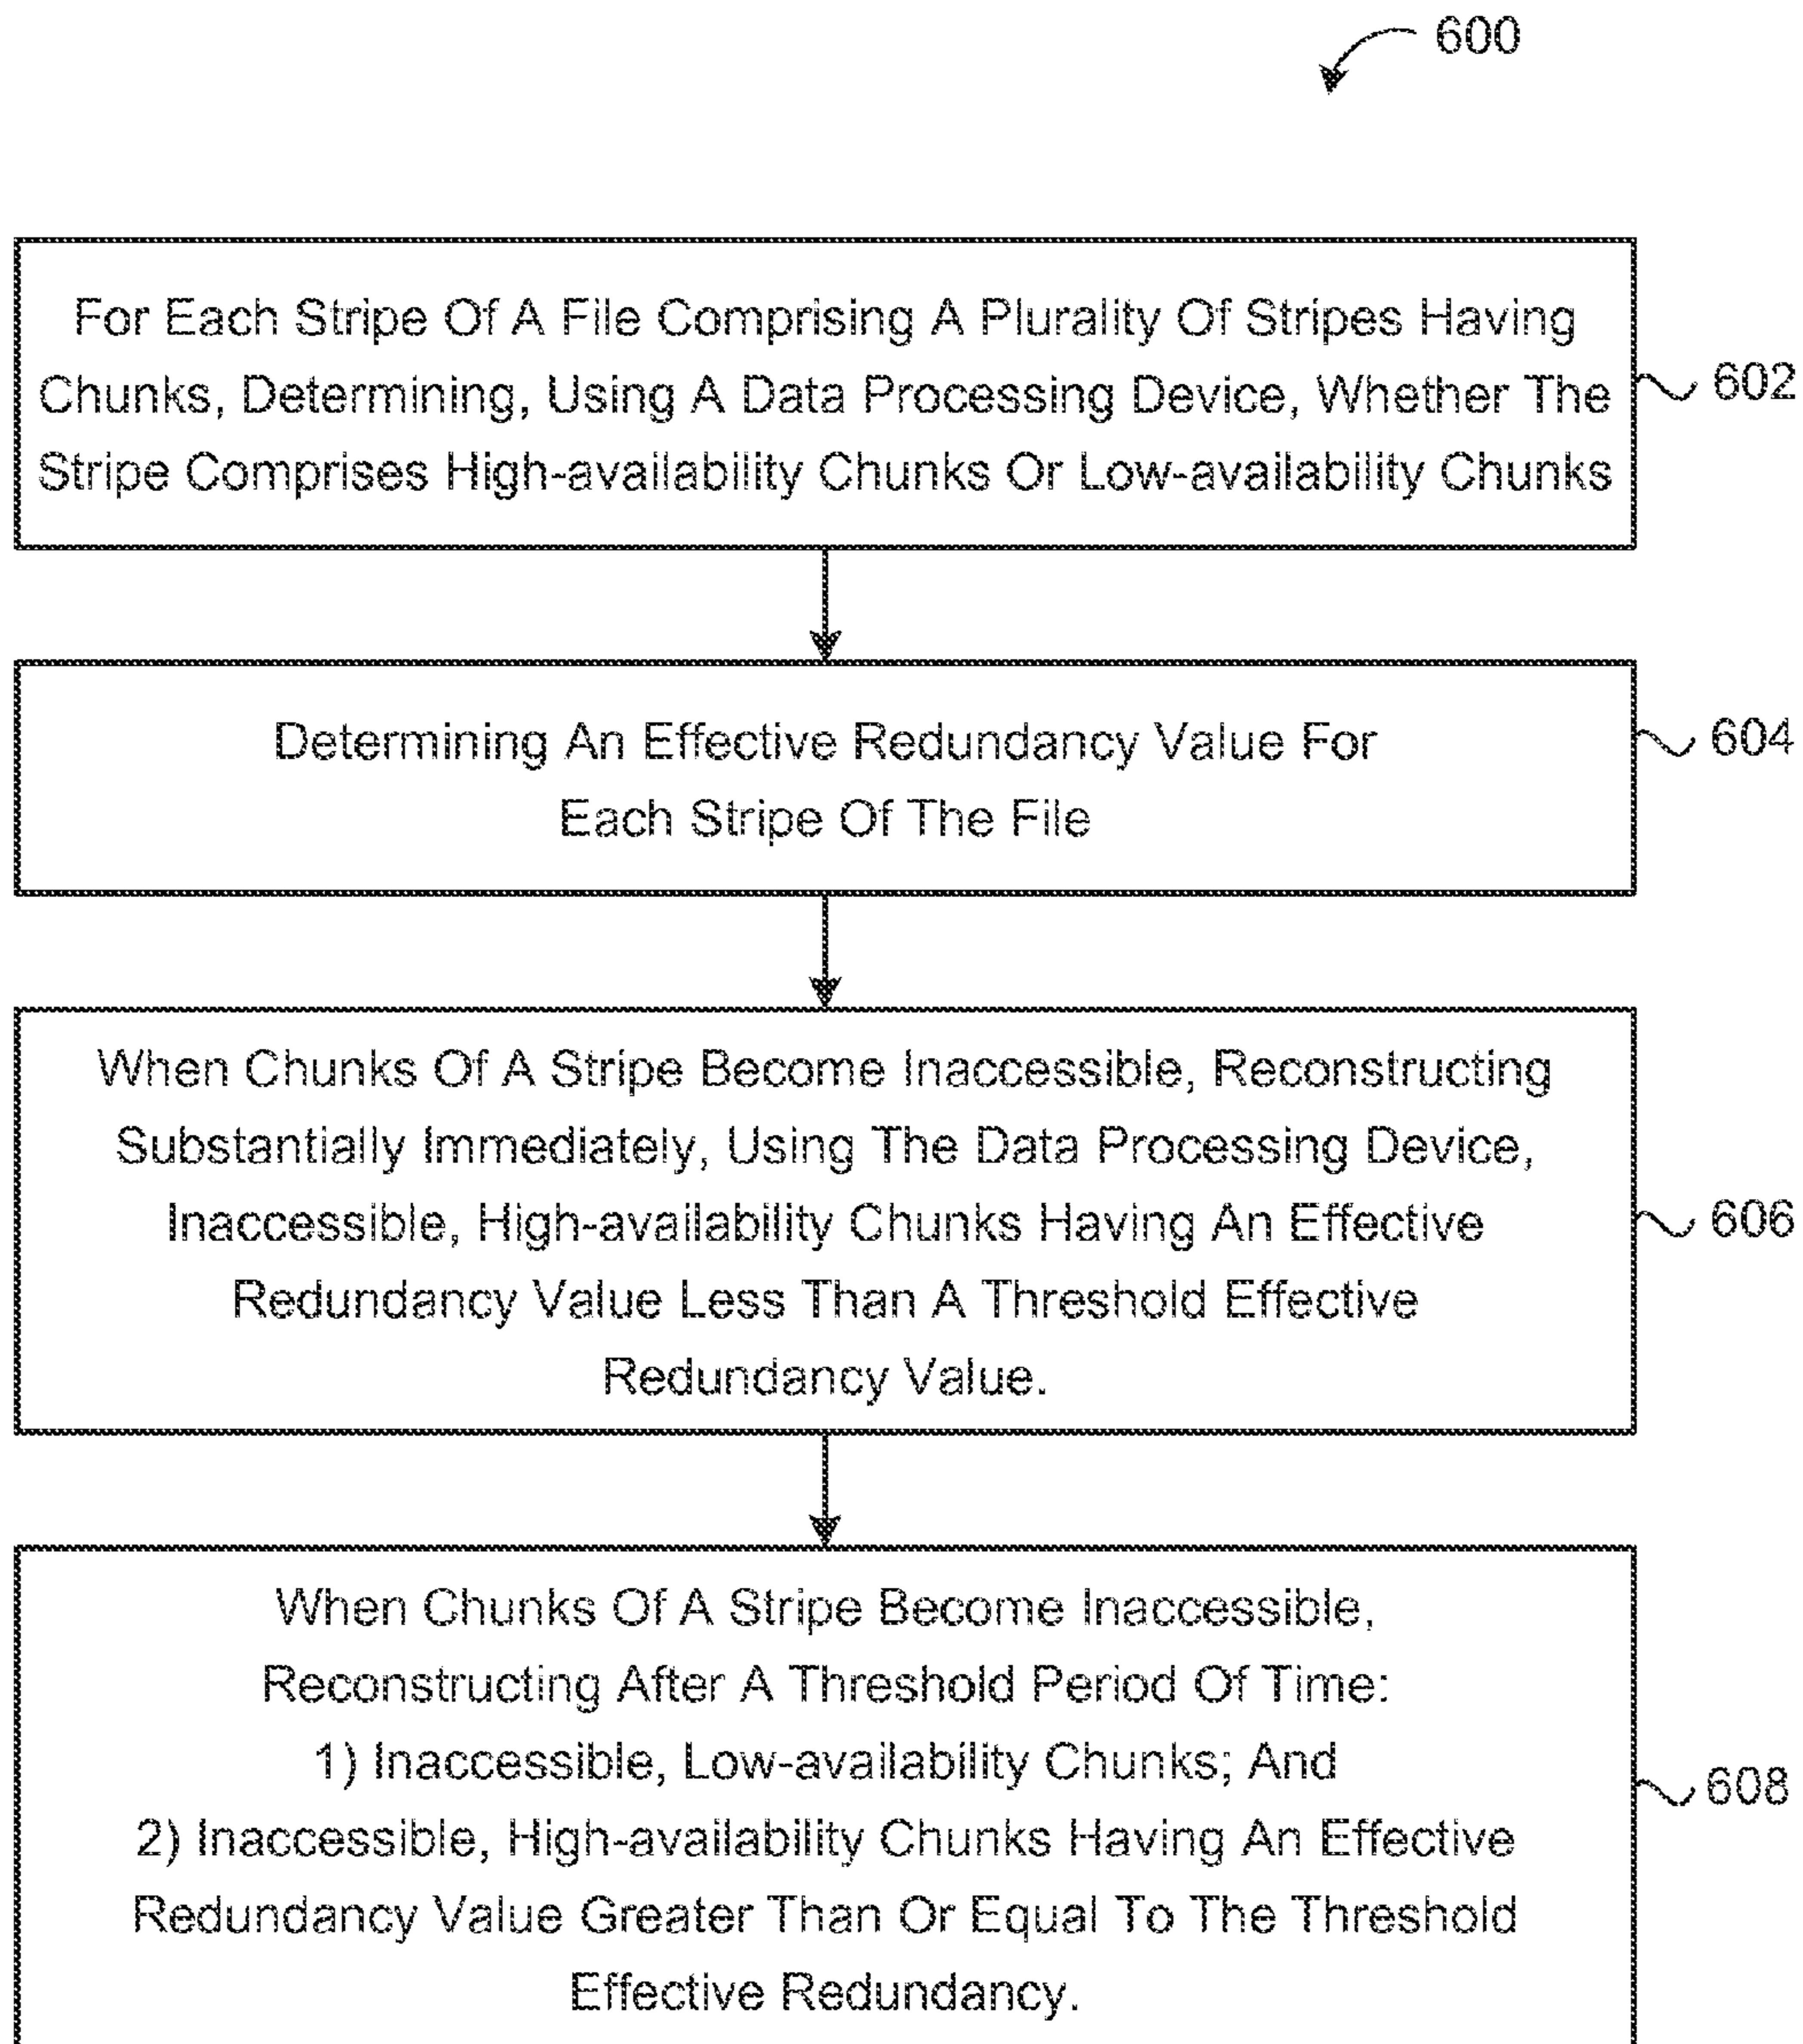 600
For Each Stripe Of A File Comprising A Plurality Of Stripes Having
Chunks, Determining, Using A Data Processing Device, Whether The
Stripe Comprises High-availability Chunks Or Low-availability Chunks
602
Determining An Effective Redundancy Value For
Each Stripe Of The File
604
When Chunks Of A Stripe Become Inaccessible, Reconstructing
Substantially Immediately, Using The Data Processing Device,
Inaccessible, High-availability Chunks Having An Effective
Redundancy Value Less Than A Threshold Effective
Redundancy Value.
606
When Chunks Of A Stripe Become Inaccessible,
Reconstructing After A Threshold Period Of Time:
1) Inaccessible, Low-availability Chunks; And
2) Inaccessible, High-availability Chunks Having An Effective
Redundancy Value Greater Than Or Equal To The Threshold
Effective Redundancy.
608